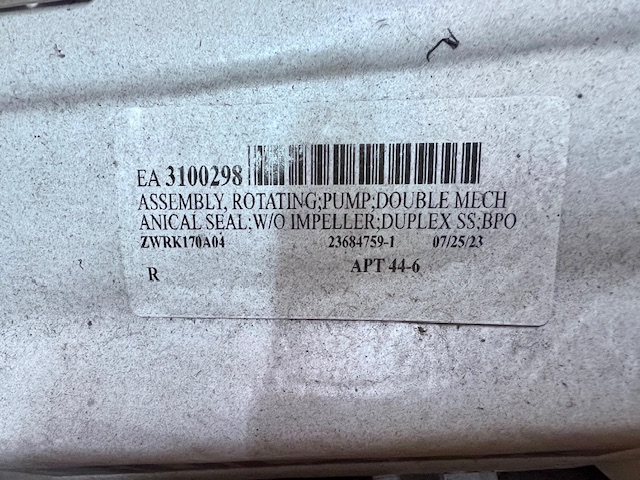 EA 3100298
ASSEMBLY, ROTATING;PUMP;DOUBLE MECH
ANICAL SEAL;W/O IMPELLER;DUPLEX SS;BPO
ZWRK170A04 23684759-1 07/25/23
R APT 44-6